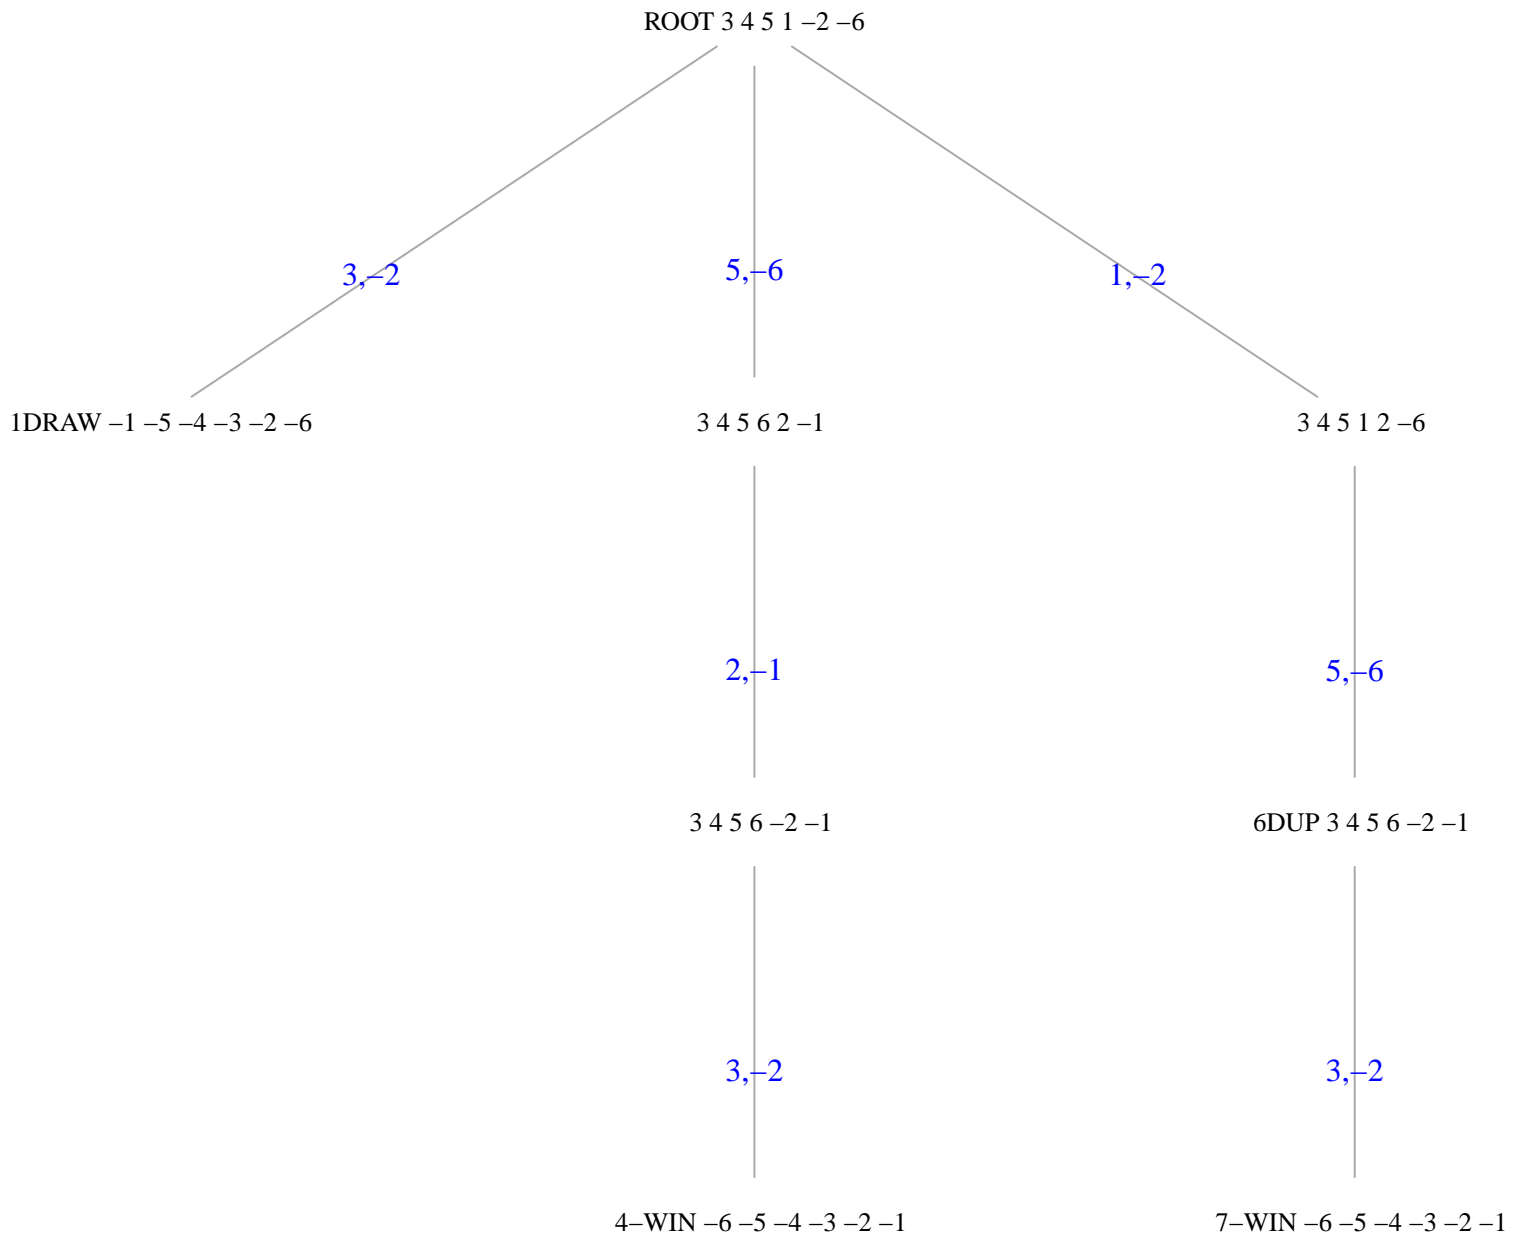 ROOT 3 4 5 1 –2 –6
3,–2
5,–6
1,–2
1DRAW –1 –5 –4 –3 –2 –6
3 4 5 6 2 –1
3 4 5 1 2 –6
2,–1
5,–6
3 4 5 6 –2 –1
6DUP 3 4 5 6 –2 –1
3,–2
3,–2
4–WIN –6 –5 –4 –3 –2 –1
7–WIN –6 –5 –4 –3 –2 –1